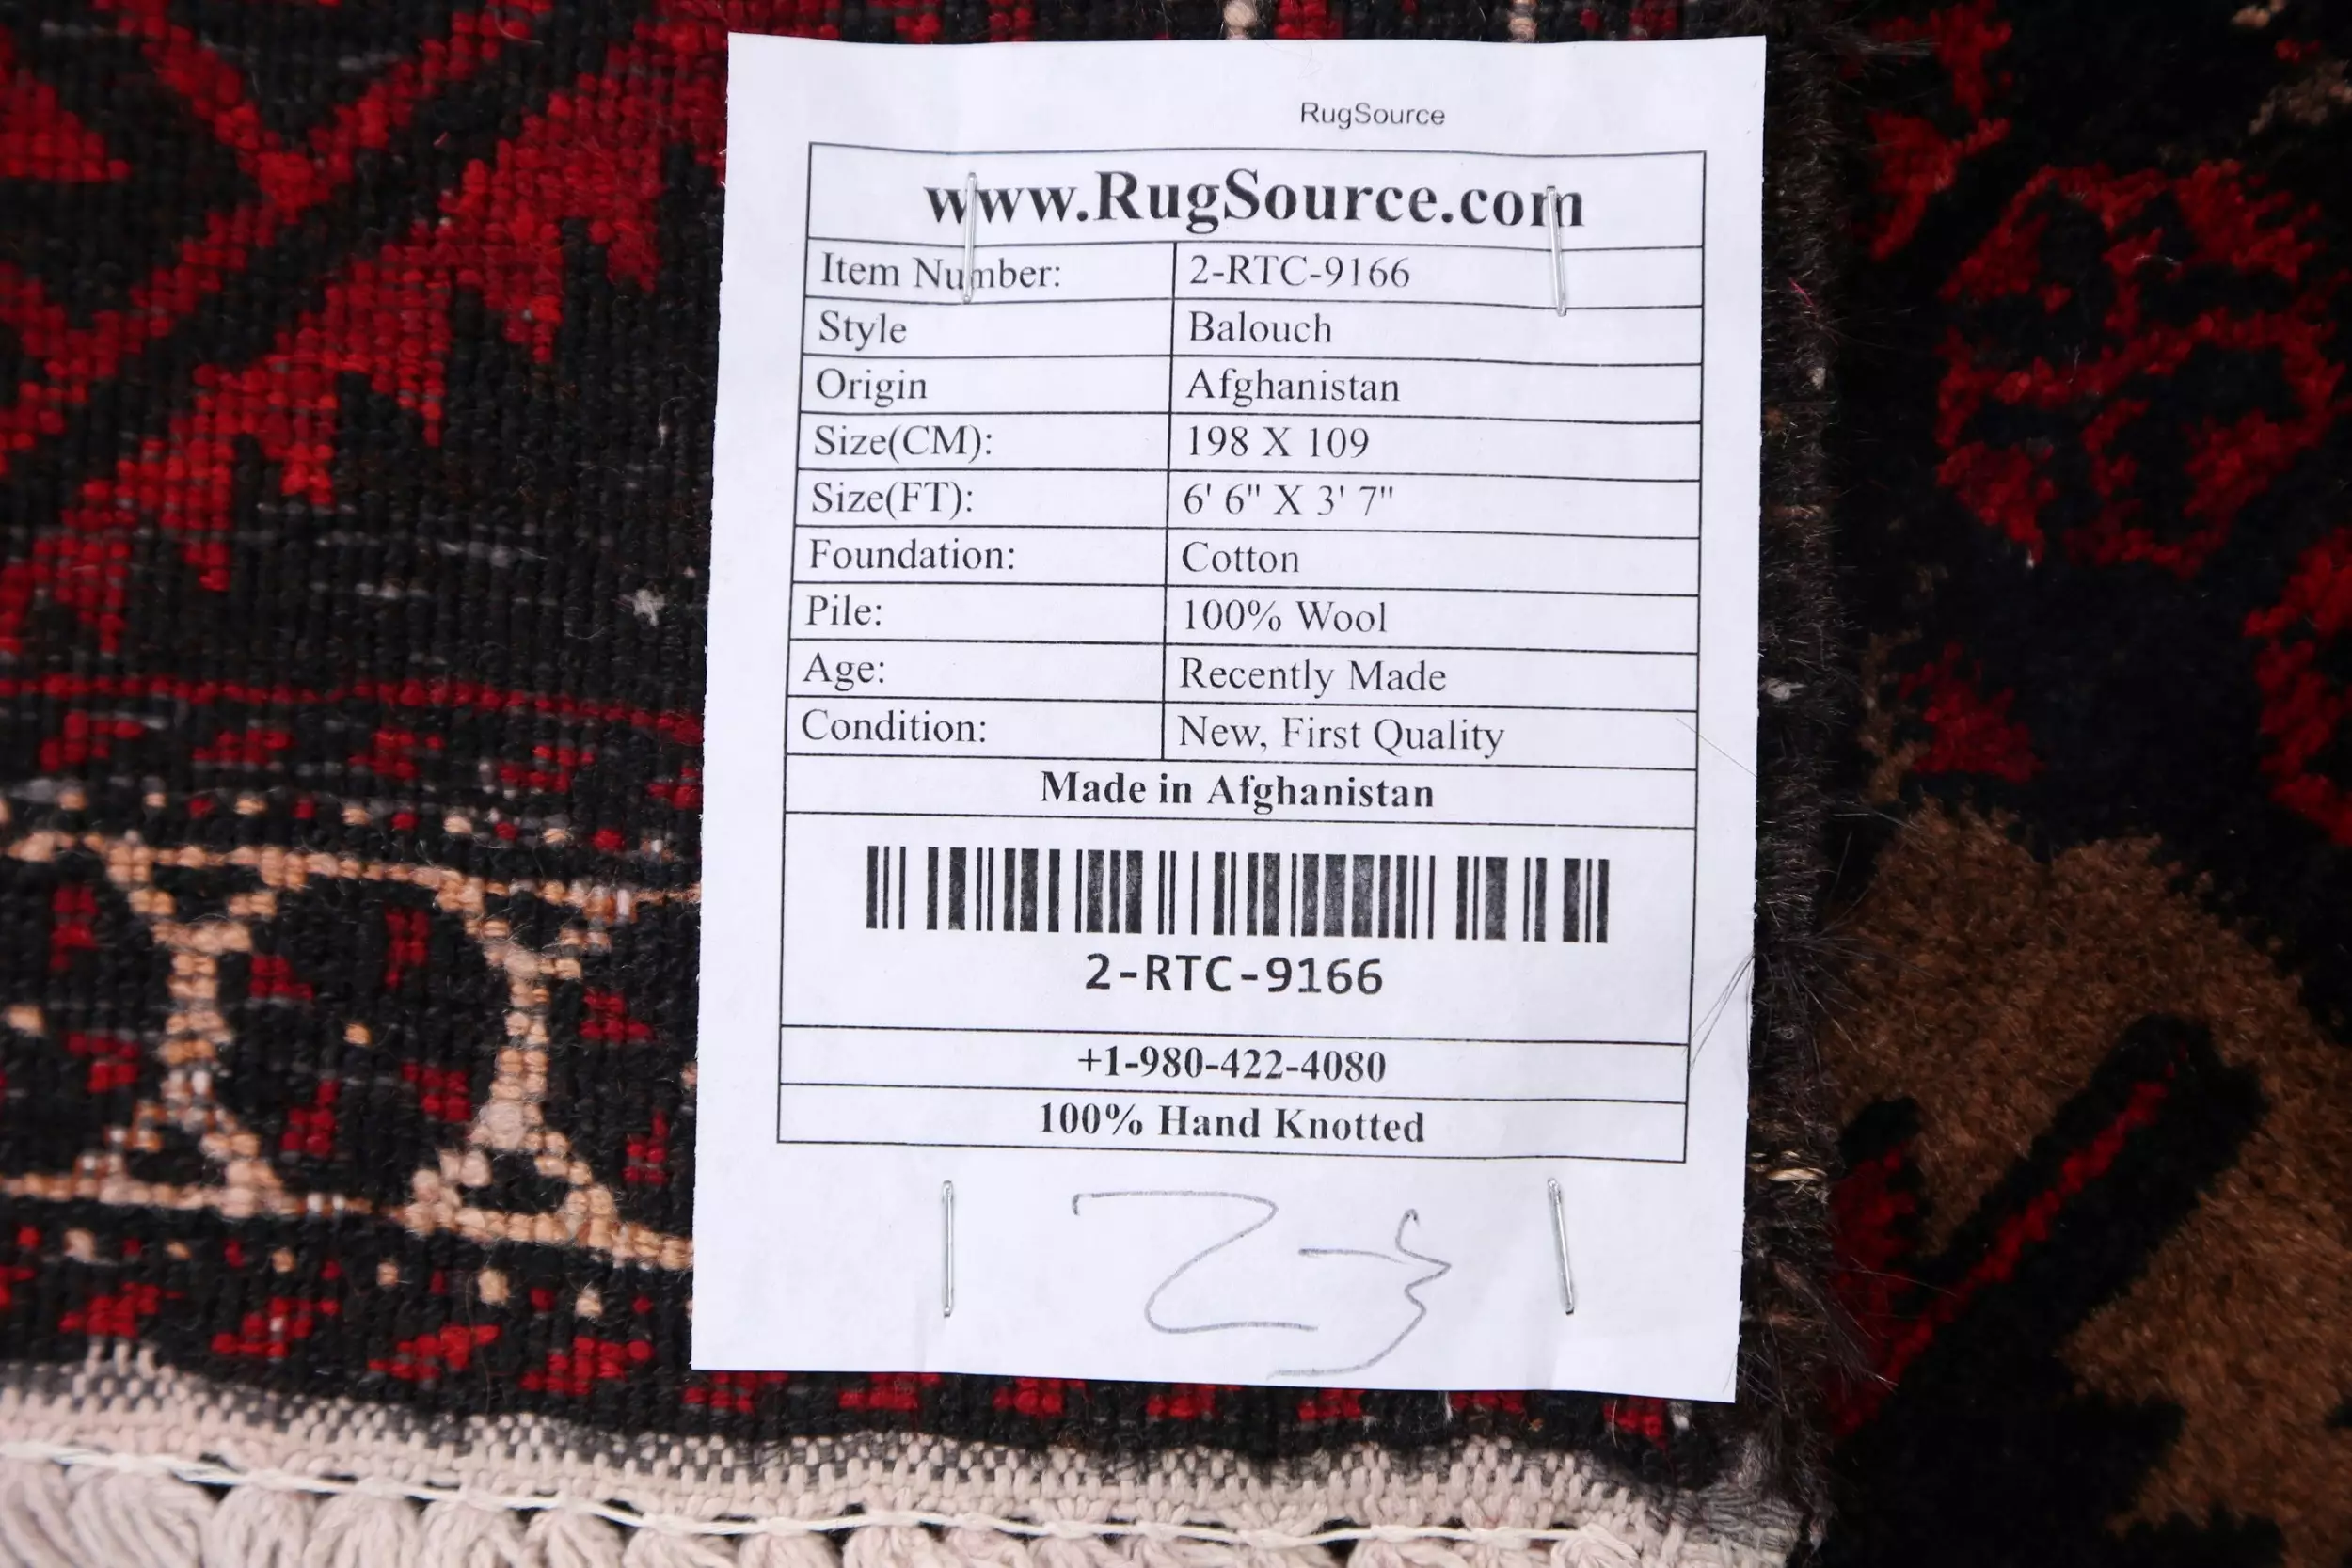 RugSource
www.RugSource.com
Item Number: 2-RTC-9166
Style Balouch
Origin Afghanistan
Size(CM): 198 X 109
Size(FT): 6' 6" X 3' 7"
Foundation: Cotton
Pile: 100% Wool
Age: Recently Made
Condition: New, First Quality
Made in Afghanistan
2-RTC-9166
+1-980-422-4080
100% Hand Knotted